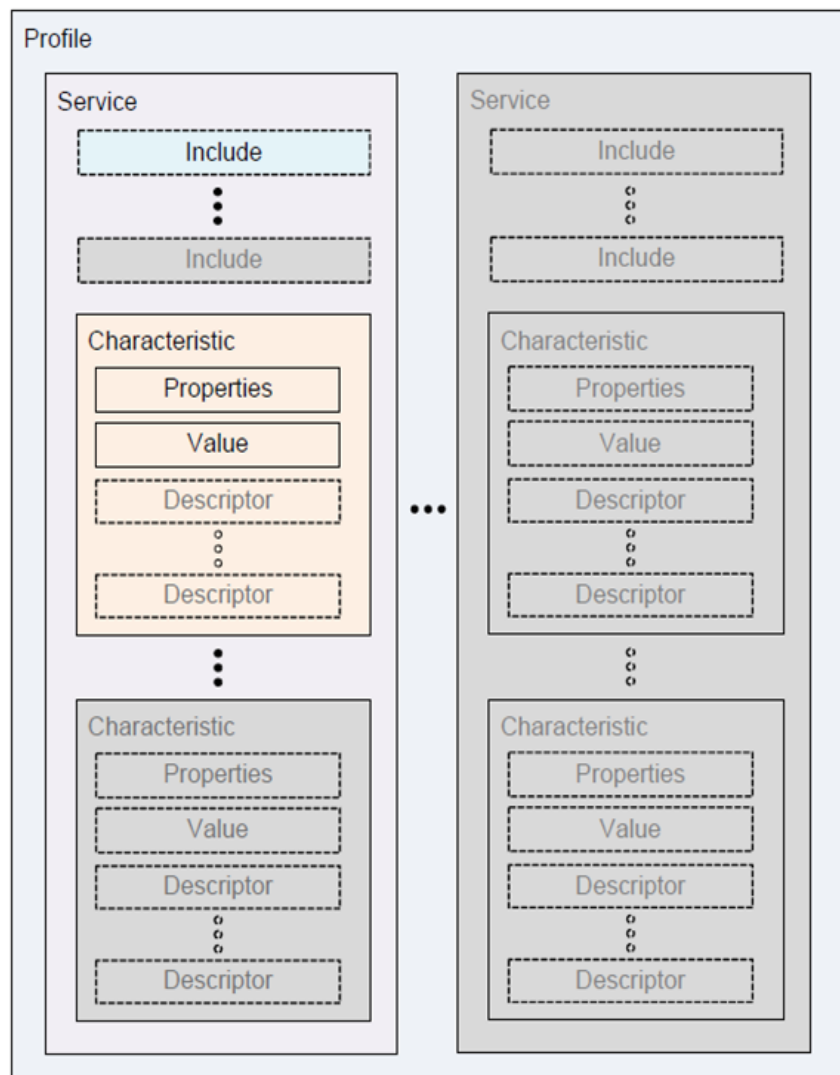 Profile
Service
Include
Include
Characteristic
Properties
Value
Descriptor
Descriptor
Characteristic
Properties
Value
Descriptor
Descriptor
Service
Include
Include
Characteristic
Properties
Value
Descriptor
Descriptor
Characteristic
Properties
Value
Descriptor
Descriptor